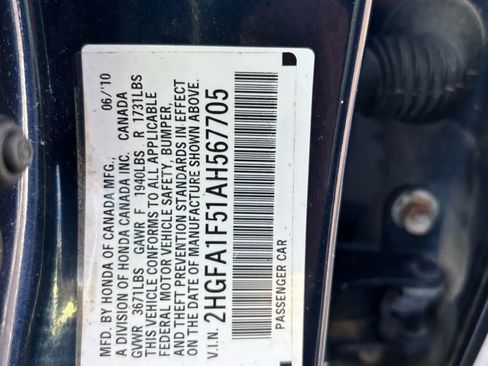 MFD. BY HONDA OF CANADA MFG., 06/'10
A DIVISION OF HONDA CANADA INC. CANADA
GVWR 3671LBS GAWR F 1940LBS R 1731LBS
THIS VEHICLE CONFORMS TO ALL APPLICABLE
FEDERAL MOTOR VEHICLE SAFETY, BUMPER,
AND THEFT PREVENTION STANDARDS IN EFFECT
ON THE DATE OF MANUFACTURE SHOWN ABOVE.
V.I.N. 2HGFA1F51AH567705
PASSENGER CAR